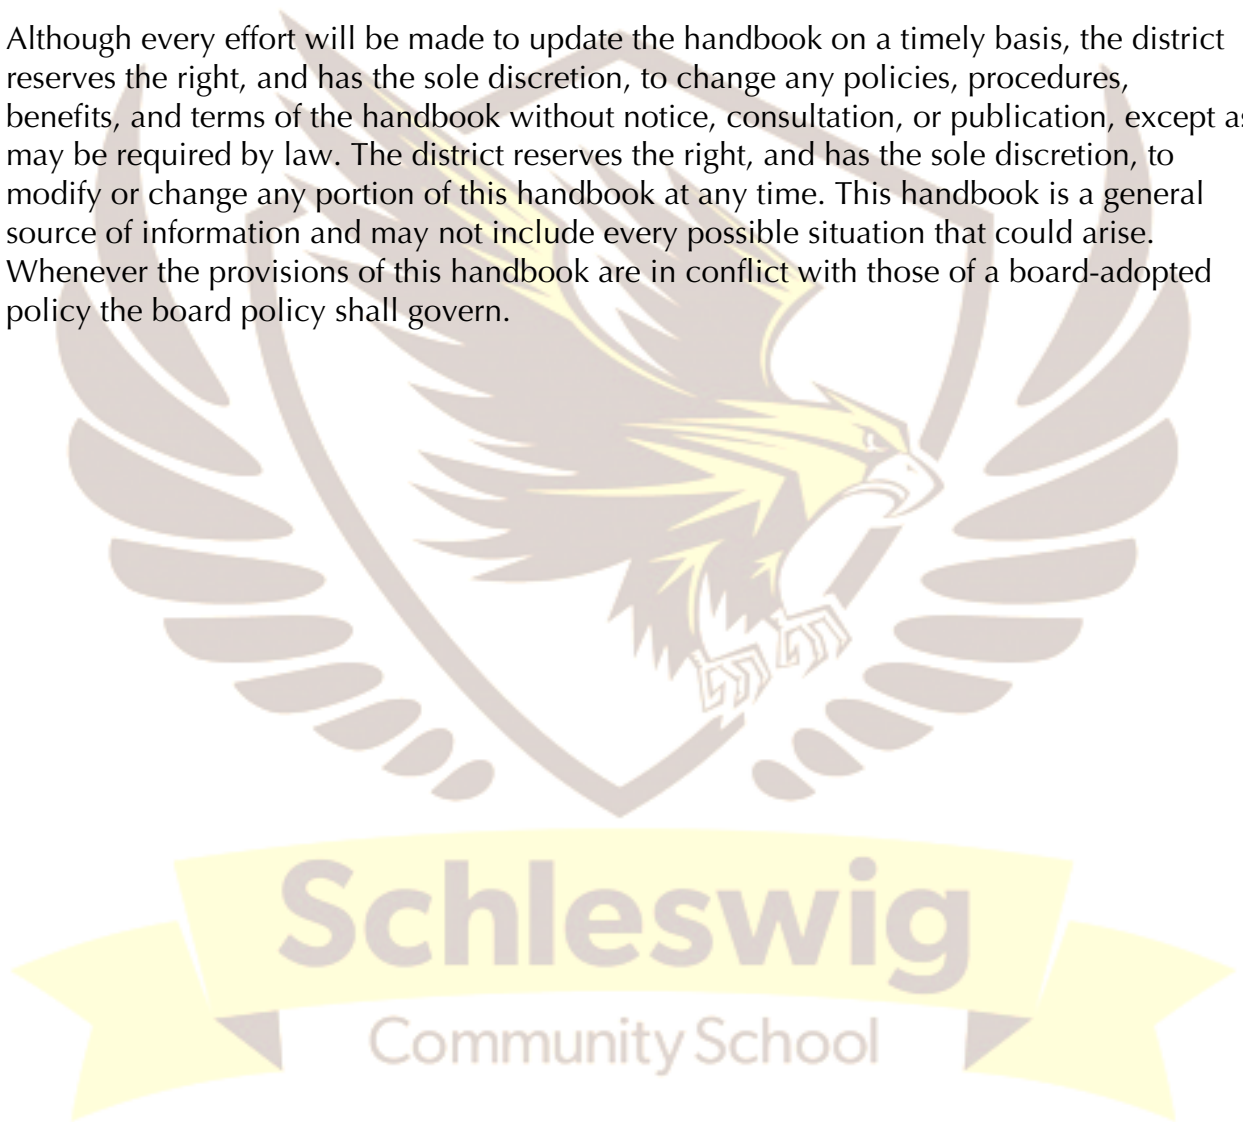 Although every effort will be made to update the handbook on a timely basis, the district
reserves the right, and has the sole discretion, to change any policies, procedures,
benefits, and terms of the handbook without notice, consultation, or publication, except as
may be required by law. The district reserves the right, and has the sole discretion, to
modify or change any portion of this handbook at any time. This handbook is a general
source of information and may not include every possible situation that could arise.
Whenever the provisions of this handbook are in conflict with those of a board-adopted
policy the board policy shall govern.
Schleswig
Community School